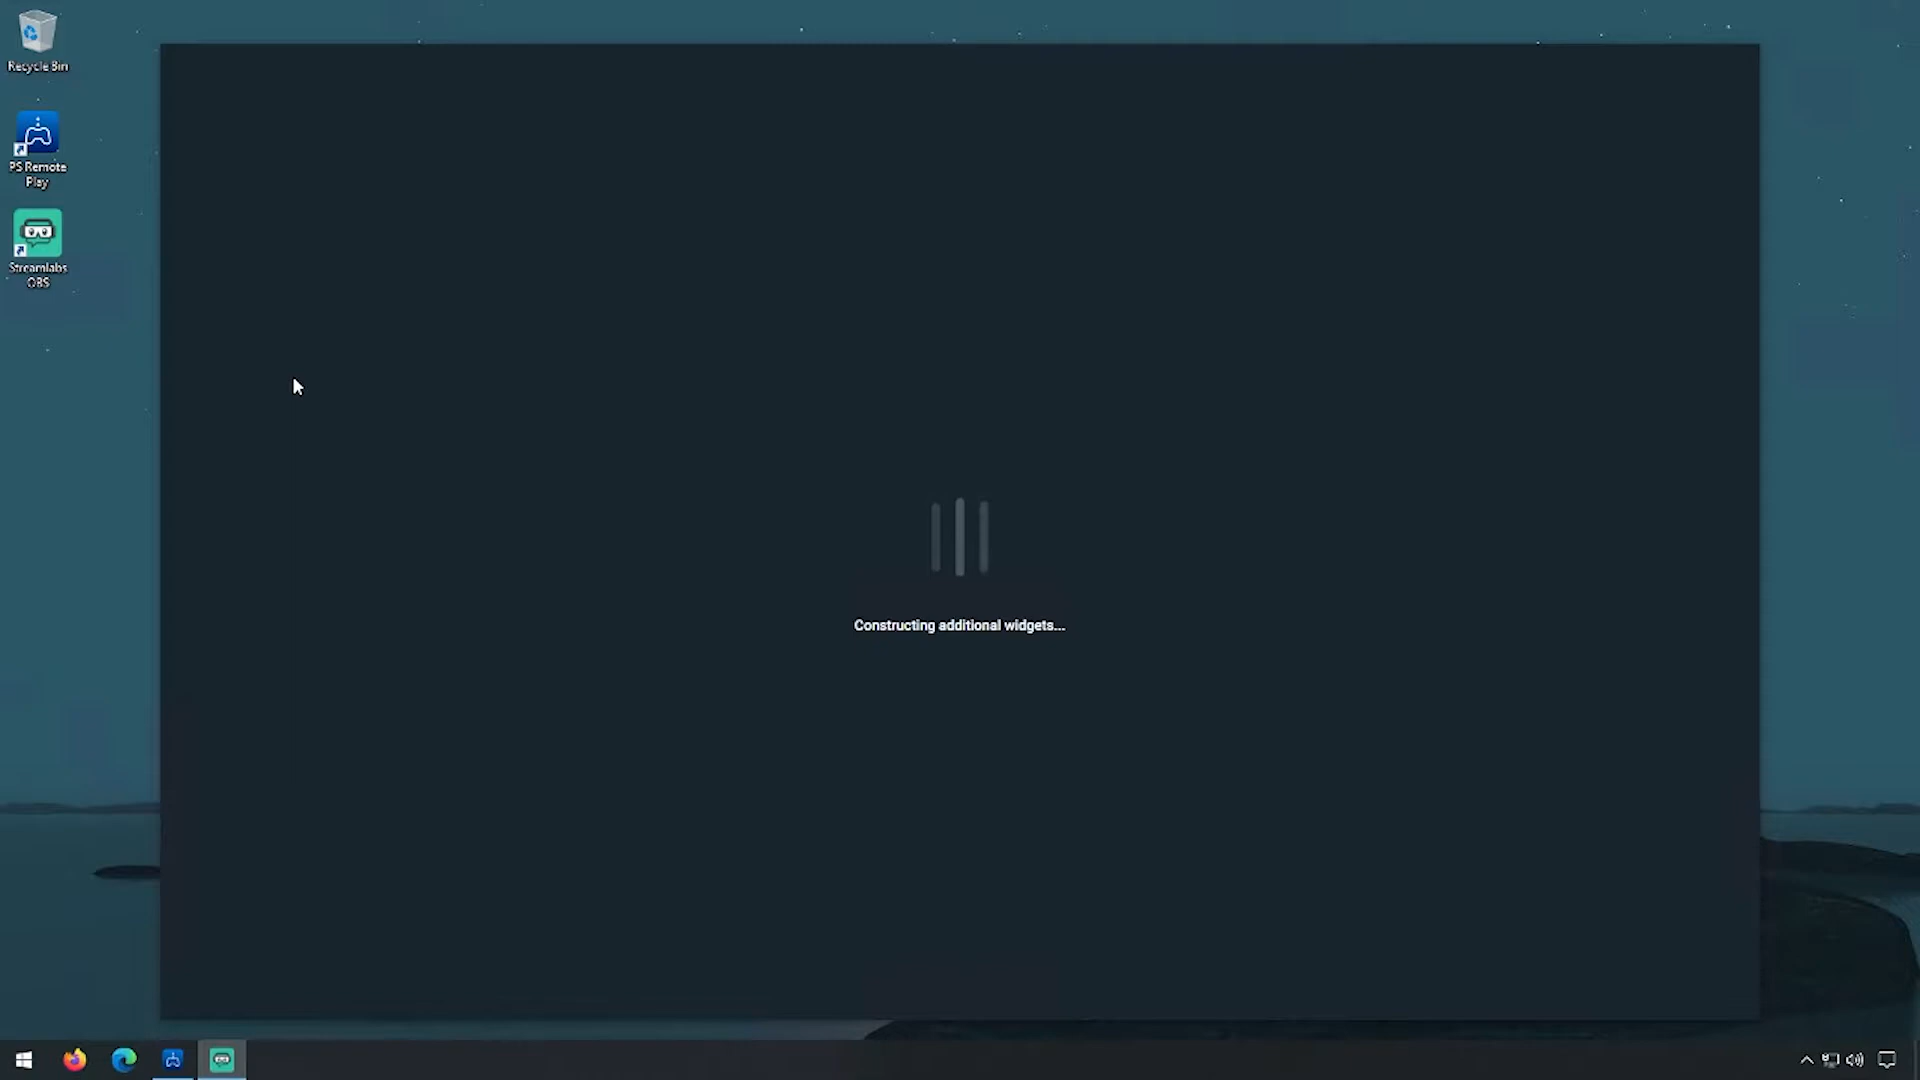 Recycle Bin
PS Remote
Play
Streamlabs
OBS
Constructing additional widgets...